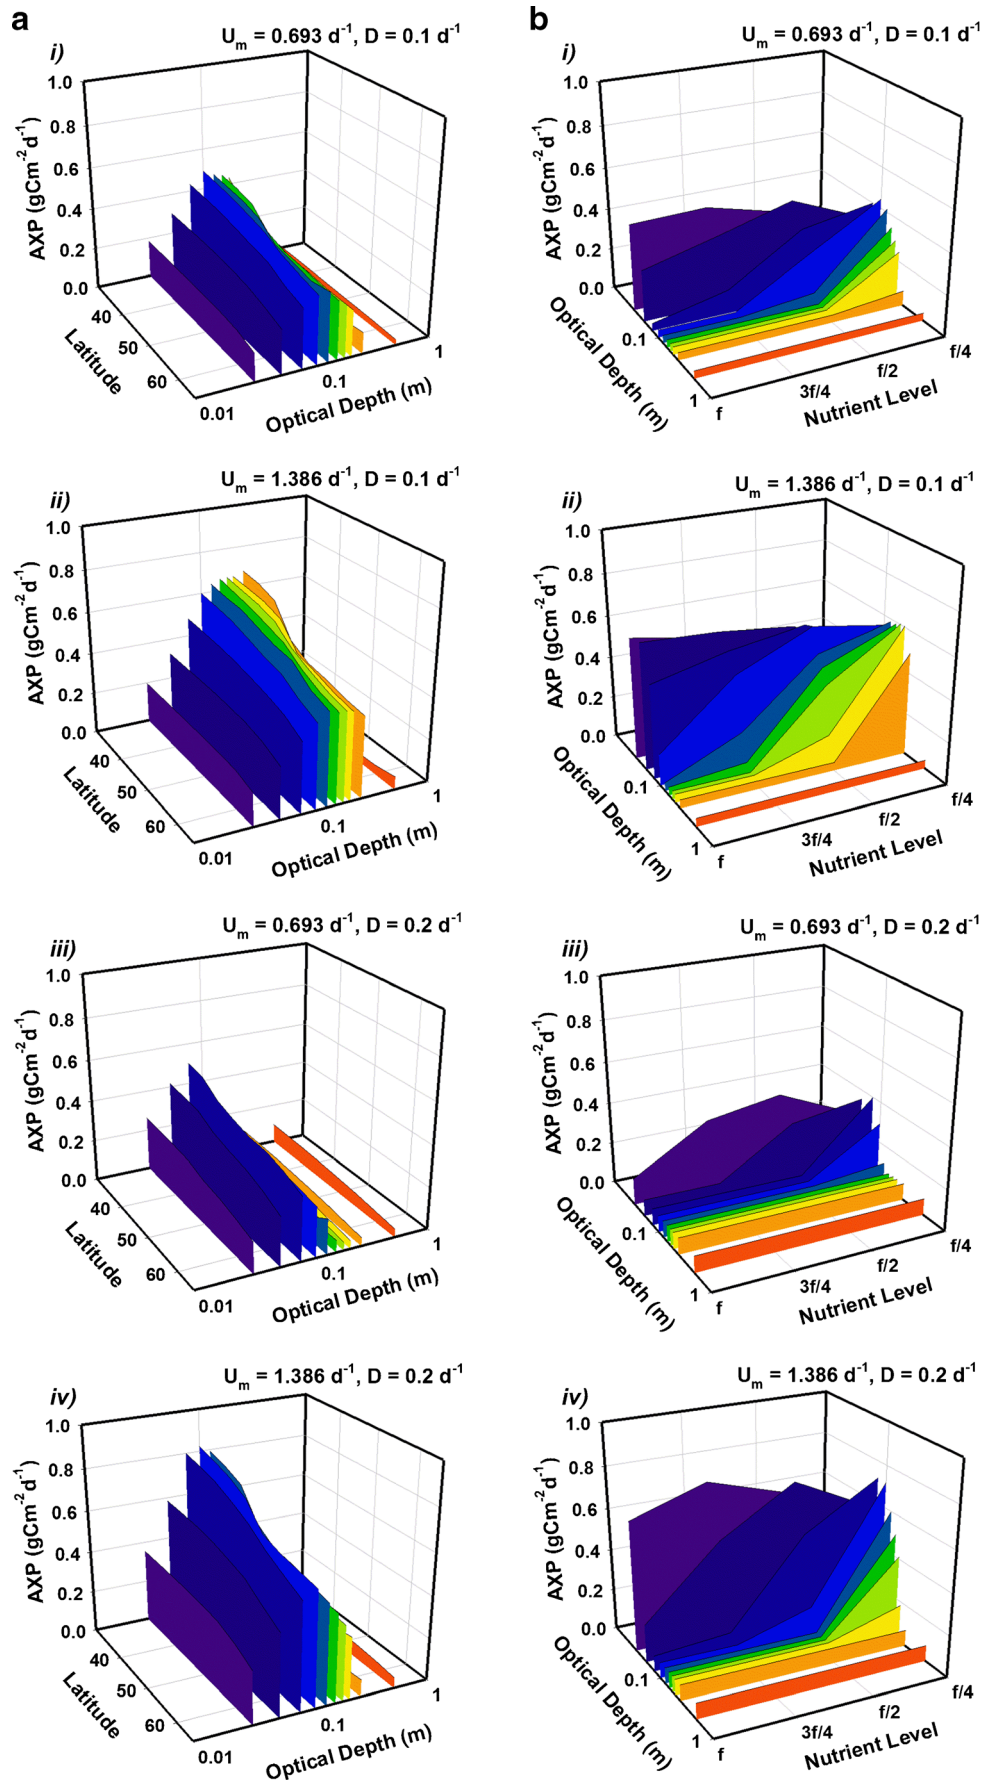 a
b
i)
U_m = 0.693 d^-1, D = 0.1 d^-1
1.0
0.8
0.6
0.4
0.2
0.0
AXP (gCm^-2 d^-1)
40
50
60
Latitude
0.01
0.1
1
Optical Depth (m)
i)
U_m = 0.693 d^-1, D = 0.1 d^-1
1.0
0.8
0.6
0.4
0.2
0.0
AXP (gCm^-2 d^-1)
0.1
1
Optical Depth (m)
f
3f/4
f/2
f/4
Nutrient Level
ii)
U_m = 1.386 d^-1, D = 0.1 d^-1
1.0
0.8
0.6
0.4
0.2
0.0
AXP (gCm^-2 d^-1)
40
50
60
Latitude
0.01
0.1
1
Optical Depth (m)
ii)
U_m = 1.386 d^-1, D = 0.1 d^-1
1.0
0.8
0.6
0.4
0.2
0.0
AXP (gCm^-2 d^-1)
0.1
1
Optical Depth (m)
f
3f/4
f/2
f/4
Nutrient Level
iii)
U_m = 0.693 d^-1, D = 0.2 d^-1
1.0
0.8
0.6
0.4
0.2
0.0
AXP (gCm^-2 d^-1)
40
50
60
Latitude
0.01
0.1
1
Optical Depth (m)
iii)
U_m = 0.693 d^-1, D = 0.2 d^-1
1.0
0.8
0.6
0.4
0.2
0.0
AXP (gCm^-2 d^-1)
0.1
1
Optical Depth (m)
f
3f/4
f/2
f/4
Nutrient Level
iv)
U_m = 1.386 d^-1, D = 0.2 d^-1
1.0
0.8
0.6
0.4
0.2
0.0
AXP (gCm^-2 d^-1)
40
50
60
Latitude
0.01
0.1
1
Optical Depth (m)
iv)
U_m = 1.386 d^-1, D = 0.2 d^-1
1.0
0.8
0.6
0.4
0.2
0.0
AXP (gCm^-2 d^-1)
0.1
1
Optical Depth (m)
f
3f/4
f/2
f/4
Nutrient Level